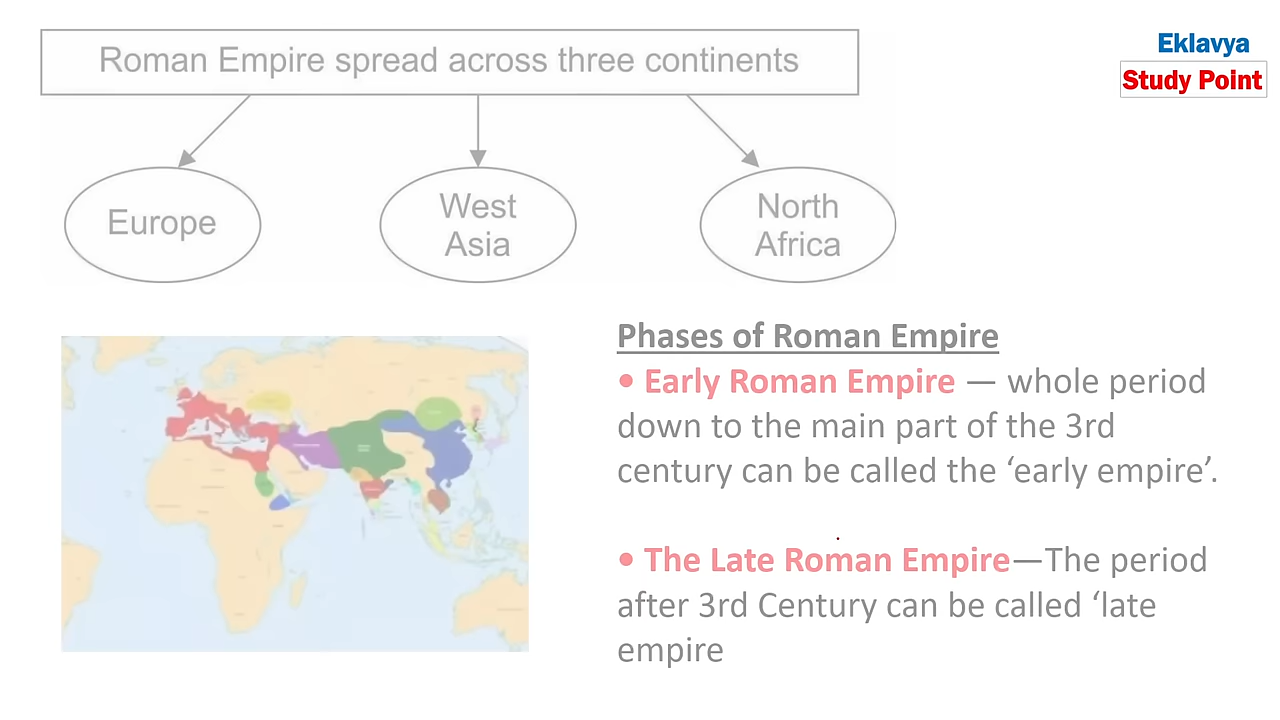 Roman Empire spread across three continents
Eklavya
Study Point
Europe
West
Asia
North
Africa
Phases of Roman Empire
• Early Roman Empire — whole period
down to the main part of the 3rd
century can be called the ‘early empire’.
• The Late Roman Empire—The period
after 3rd Century can be called ‘late
empire